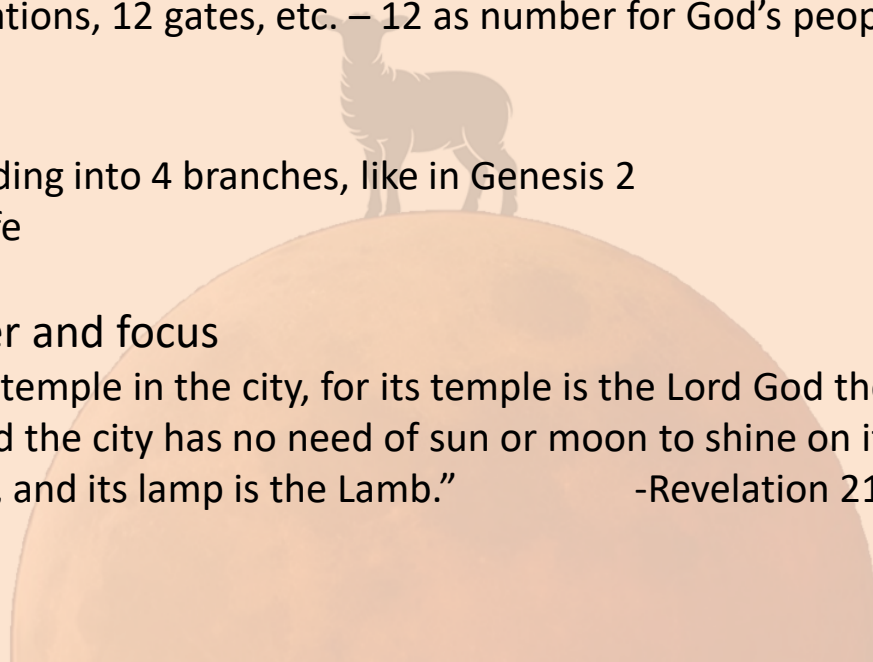 tions, 12 gates, etc. – 12 as number for God’s peop
ding into 4 branches, like in Genesis 2
fe
er and focus
temple in the city, for its temple is the Lord God th
d the city has no need of sun or moon to shine on i
, and its lamp is the Lamb.” -Revelation 21